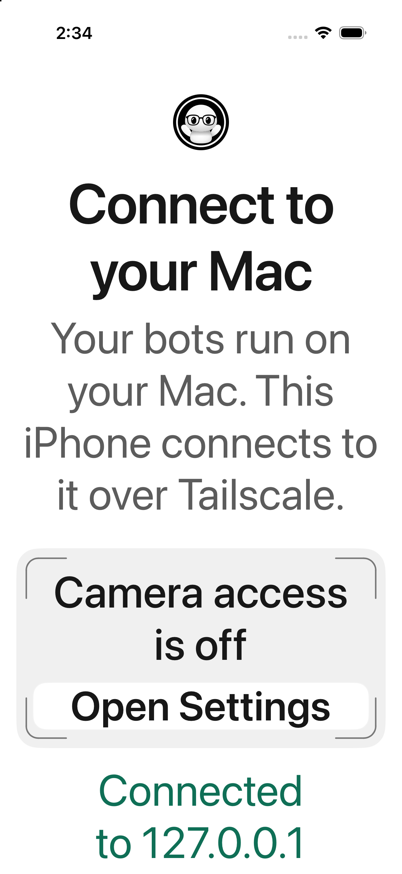 2:34
Connect to
your Mac
Your bots run on
your Mac. This
iPhone connects to
it over Tailscale.
Camera access
is off
Open Settings
Connected
to 127.0.0.1